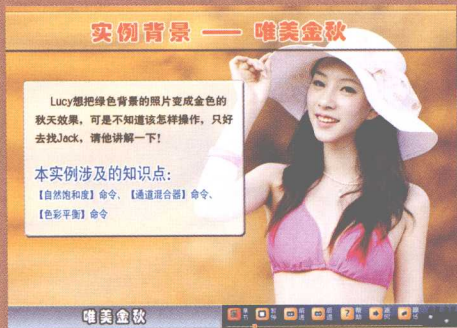 实例背景 —— 唯美金秋
Lucy想把绿色背景的照片变成金色的
秋天效果，可是不知道该怎样操作，只好
去找Jack，请他讲解一下！
本实例涉及的知识点：
【自然饱和度】命令、【通道混合器】命令、
【色彩平衡】命令
唯美金秋